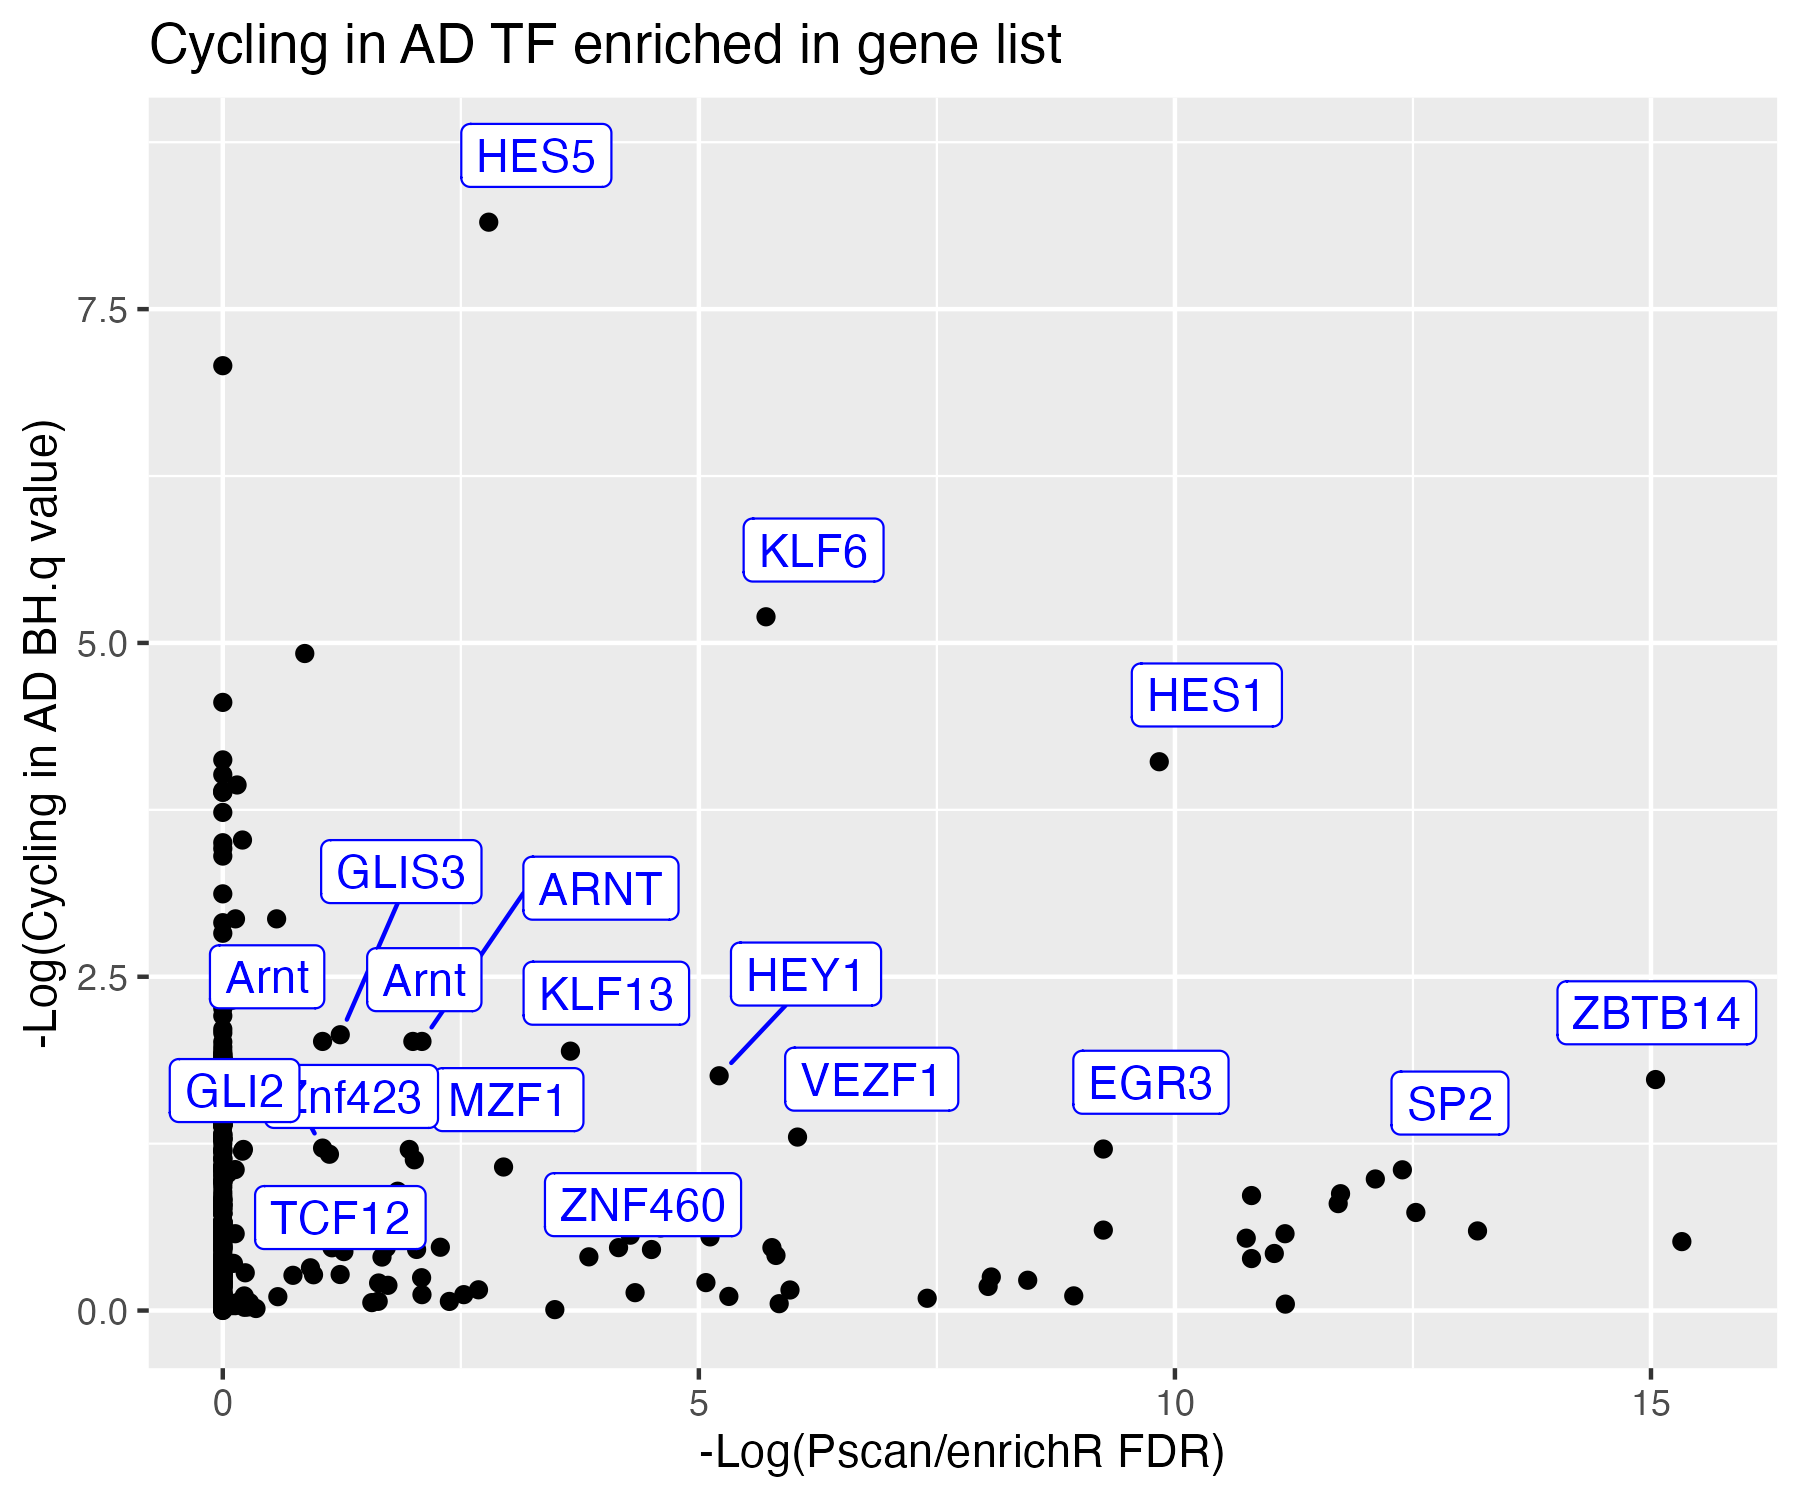 Cycling in AD TF enriched in gene list
HES5
7.5
KLF6
5.0
HES1
GLIS3
ARNT
Arnt
Arnt
KLF13
HEY1
2.5
ZBTB14
GLI2
Znf423
MZF1
VEZF1
EGR3
SP2
TCF12
ZNF460
0.0
0 5 10 15
-Log(Pscan/enrichR FDR)
-Log(Cycling in AD BH.q value)